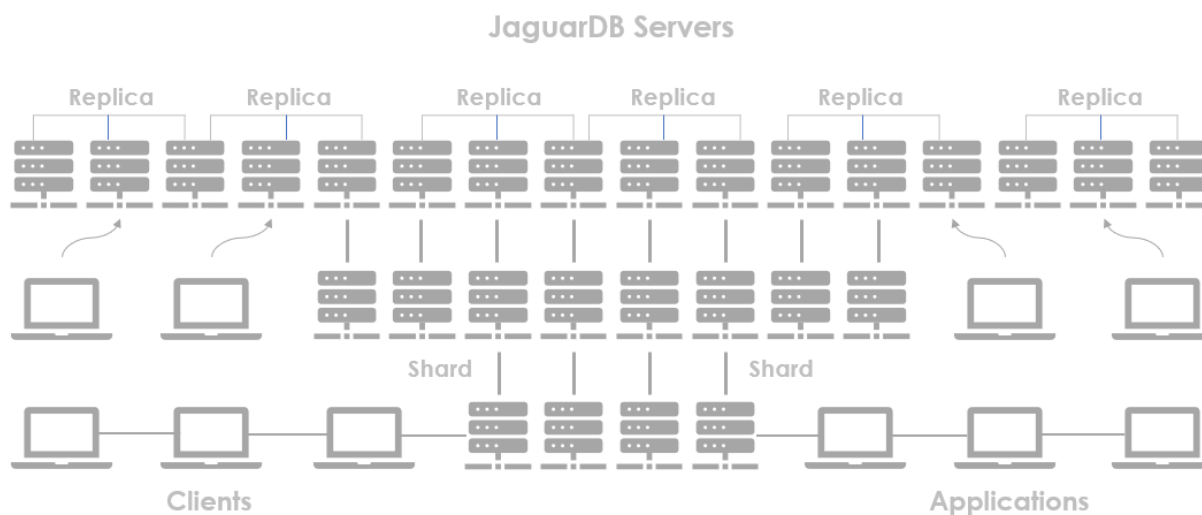 JaguarDB Servers
Replica Replica Replica Replica Replica Replica
Shard Shard
Clients Applications